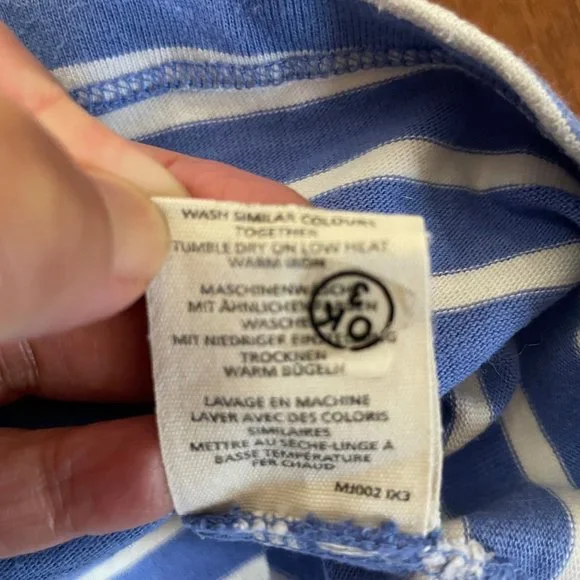 WASH SIMILAR COLOURS
TOGETHER
TUMBLE DRY ON LOW HEAT
WARM IRON
MASCHINENWÄSCHE
MIT ÄHNLICHEN
WASCHEN
MIT NIEDRIGER
TROCKNEN
WARM BÜGELN
LAVAGE EN MACHINE
LAVER AVEC DES COLORIS
SIMILAIRES
METTRE AU SÈCHE-LINGE À
BASSE TEMPÉRATURE
FER CHAUD
MJ002 IX3
OK
3